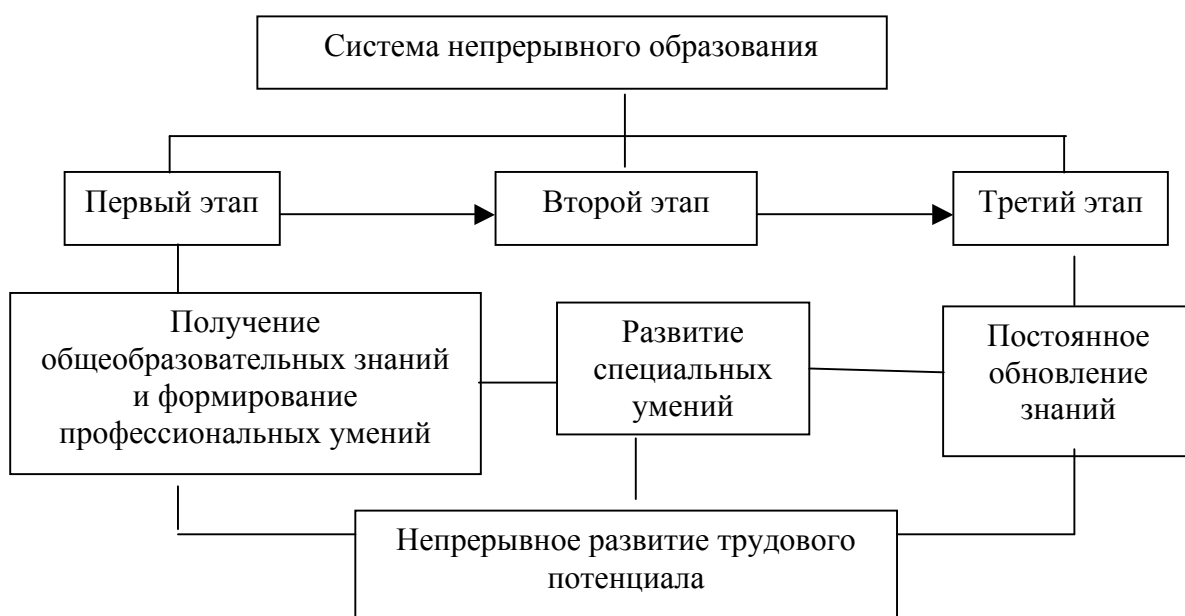 Система непрерывного образования
Первый этап
Второй этап
Третий этап
Получение
общеобразовательных знаний
и формирование
профессиональных умений
Развитие
специальных
умений
Постоянное
обновление
знаний
Непрерывное развитие трудового
потенциала